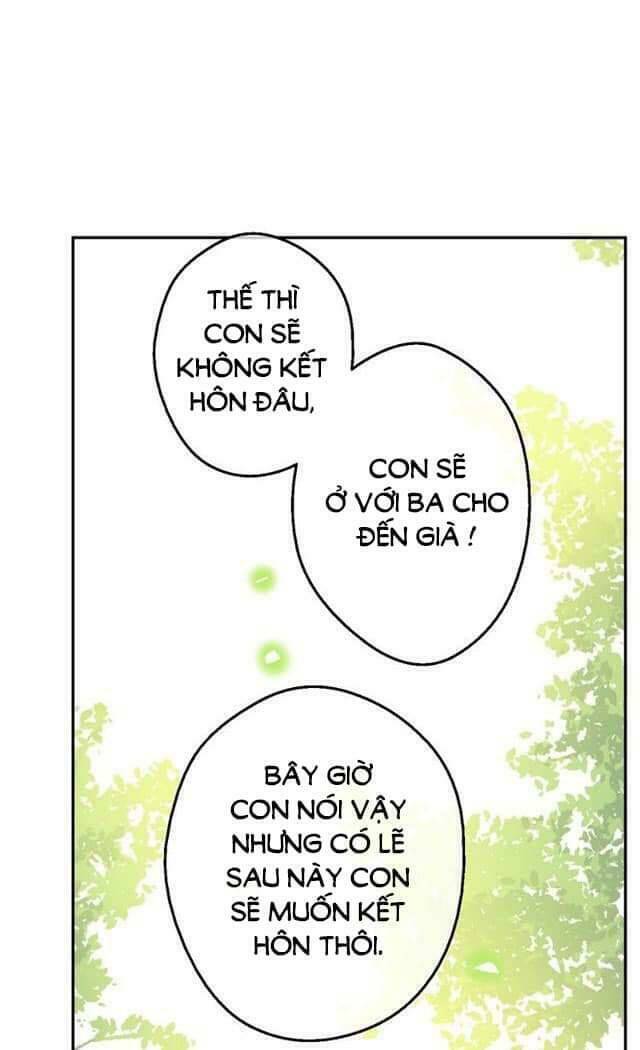 THẾ THÌ
CON SẼ
KHÔNG KẾT
HÔN ĐÂU,
CON SẼ
Ở VỚI BA CHO
ĐẾN GIÀ !
BÂY GIỜ
CON NÓI VẬY
NHƯNG CÓ LẼ
SAU NÀY CON
SẼ MUỐN KẾT
HÔN THÔI.